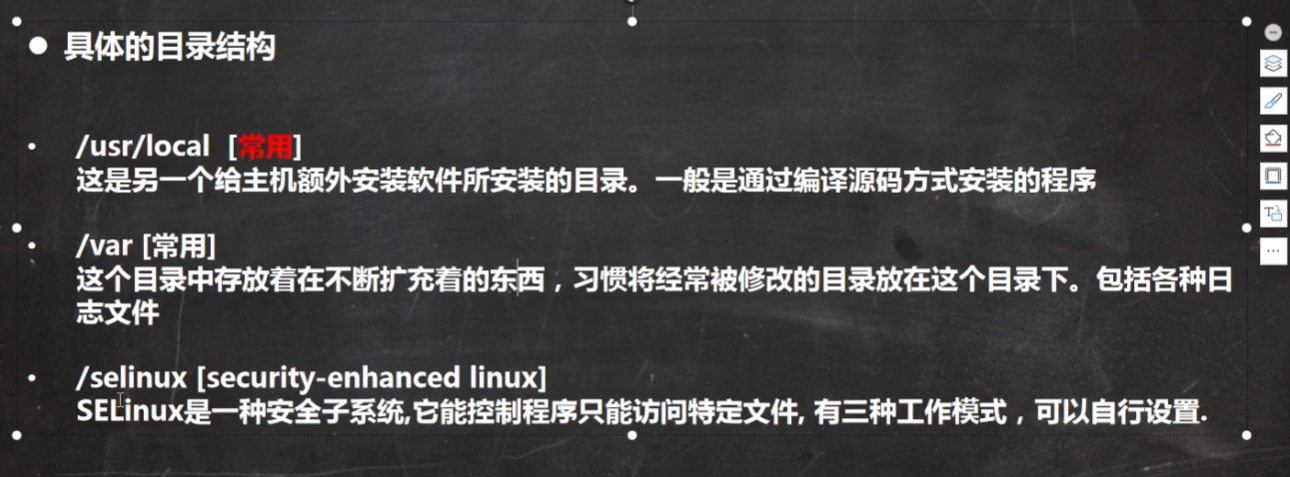 ● 具体的目录结构
• /usr/local [常用]
这是另一个给主机额外安装软件所安装的目录。一般是通过编译源码方式安装的程序
• /var [常用]
这个目录中存放着在不断扩充着的东西，习惯将经常被修改的目录放在这个目录下。包括各种日
志文件
• /selinux [security-enhanced linux]
SELinux是一种安全子系统,它能控制程序只能访问特定文件, 有三种工作模式，可以自行设置.